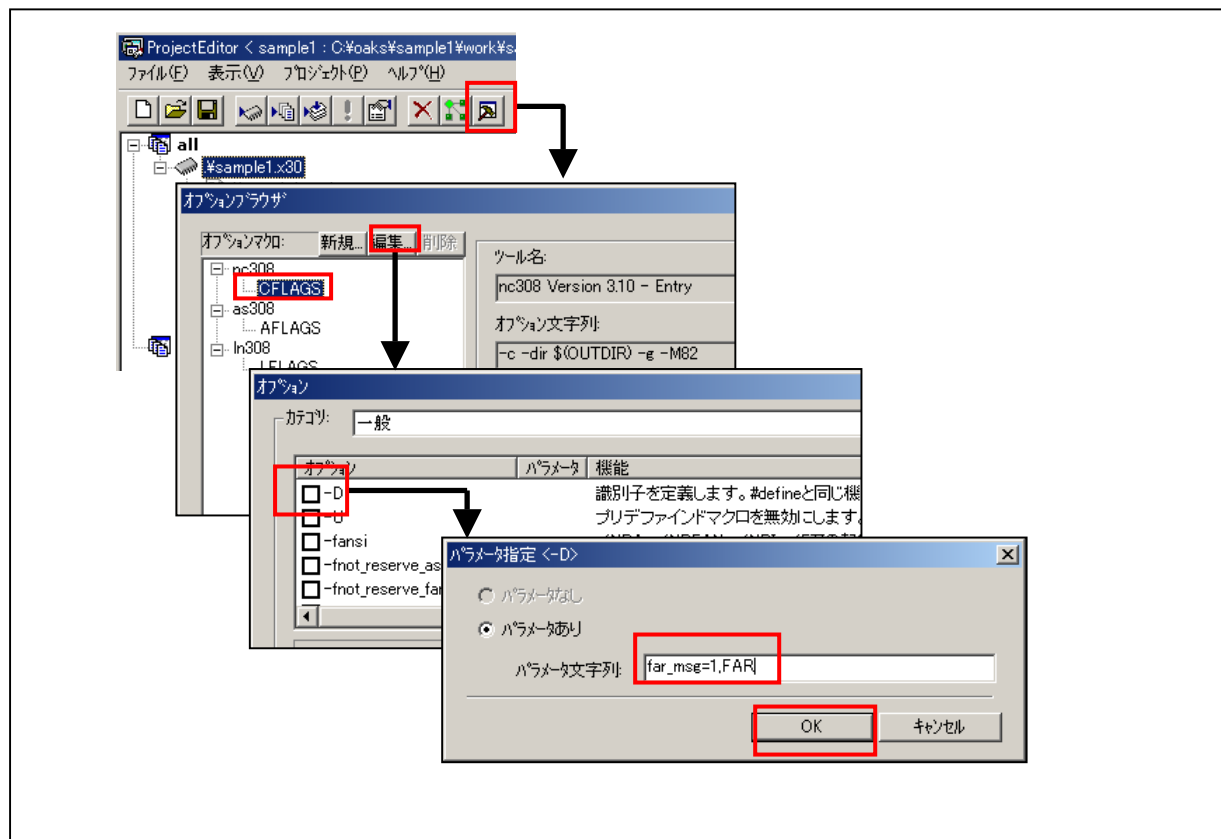 ProjectEditor < sample1 : C:¥oaks¥sample1¥work¥s
ファイル(F) 表示(V) プロジェクト(P) ヘルプ(H)
all
¥sample1.x30
オプションブラウザ
オプションマクロ: 新規... 編集... 削除
nc308
CFLAGS
as308
AFLAGS
ln308
LFLAGS
ツール名:
nc308 Version 3.10 - Entry
オプション文字列:
-c -dir $(OUTDIR) -g -M82
オプション
カテゴリ: 一般
オプション パラメータ 機能
-D 識別子を定義します。#defineと同じ機
-U プリデファインドマクロを無効にします。
-fansi
-fnot_reserve_as
-fnot_reserve_far
パラメータ指定 <-D>
パラメータなし
パラメータあり
パラメータ文字列: far_msg=1,FAR
OK キャンセル